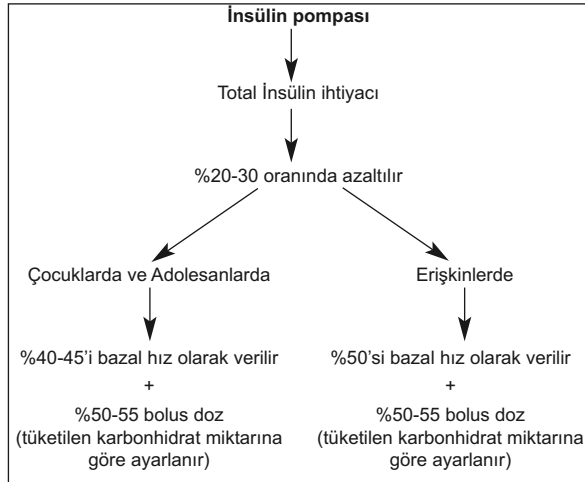 İnsülin pompası
Total İnsülin ihtiyacı
%20-30 oranında azaltılır
Çocuklarda ve Adolesanlarda
%40-45'i bazal hız olarak verilir
+
%50-55 bolus doz
(tüketilen karbonhidrat miktarına
göre ayarlanır)
Erişkinlerde
%50'si bazal hız olarak verilir
+
%50-55 bolus doz
(tüketilen karbonhidrat miktarına
göre ayarlanır)